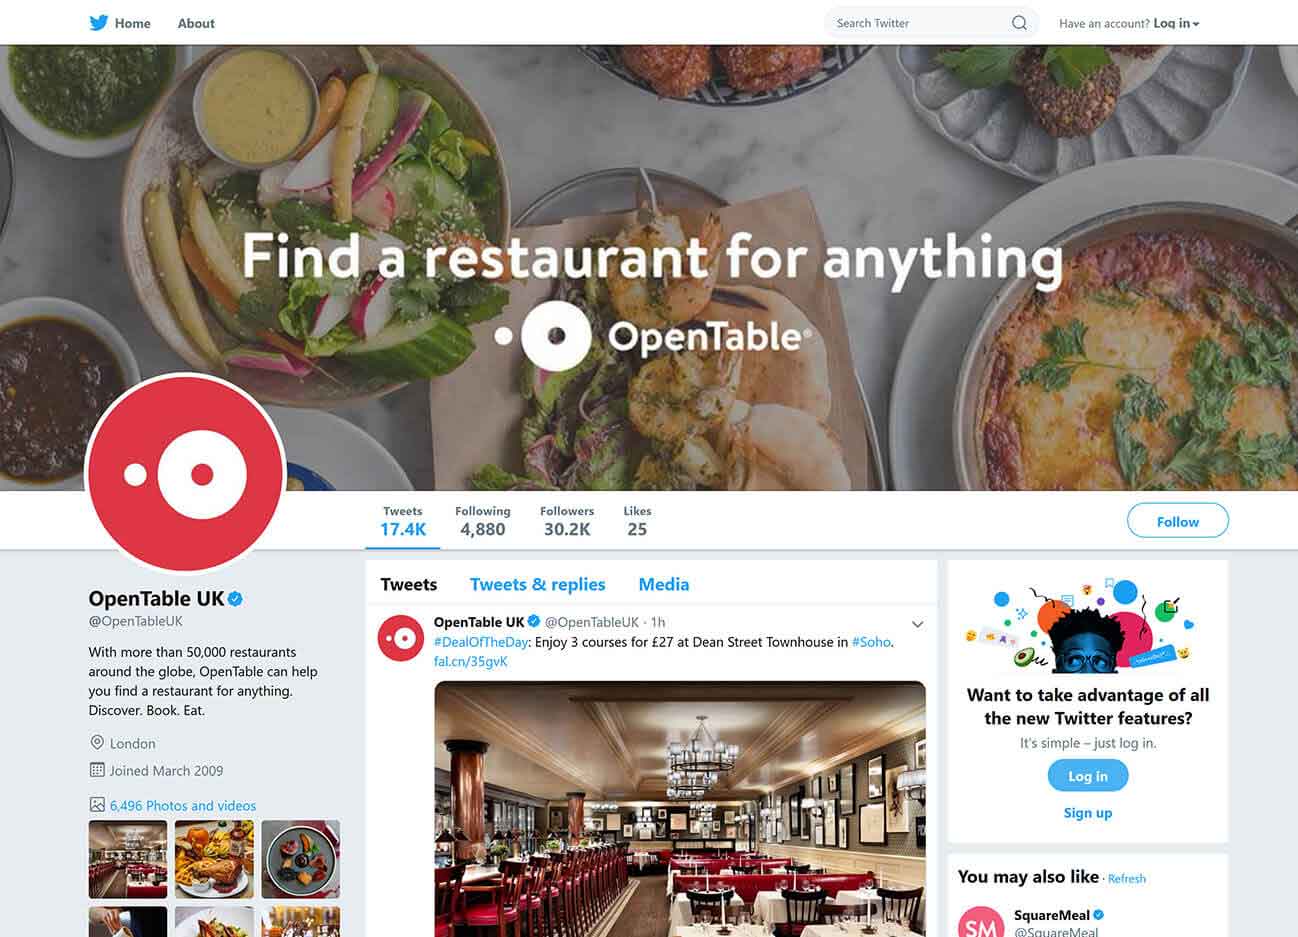 Home
About
Search Twitter
Have an account? Log in
Find a restaurant for anything
OpenTable®
Tweets
17.4K
Following
4,880
Followers
30.2K
Likes
25
Follow
OpenTable UK
@OpenTableUK
With more than 50,000 restaurants
around the globe, OpenTable can help
you find a restaurant for anything.
Discover. Book. Eat.
London
Joined March 2009
6,496 Photos and videos
Tweets
Tweets & replies
Media
OpenTable UK @OpenTableUK · 1h
#DealOfTheDay: Enjoy 3 courses for £27 at Dean Street Townhouse in #Soho.
fal.cn/35gvK
Want to take advantage of all
the new Twitter features?
It's simple – just log in.
Log in
Sign up
You may also like · Refresh
SM
SquareMeal
@SquareMeal